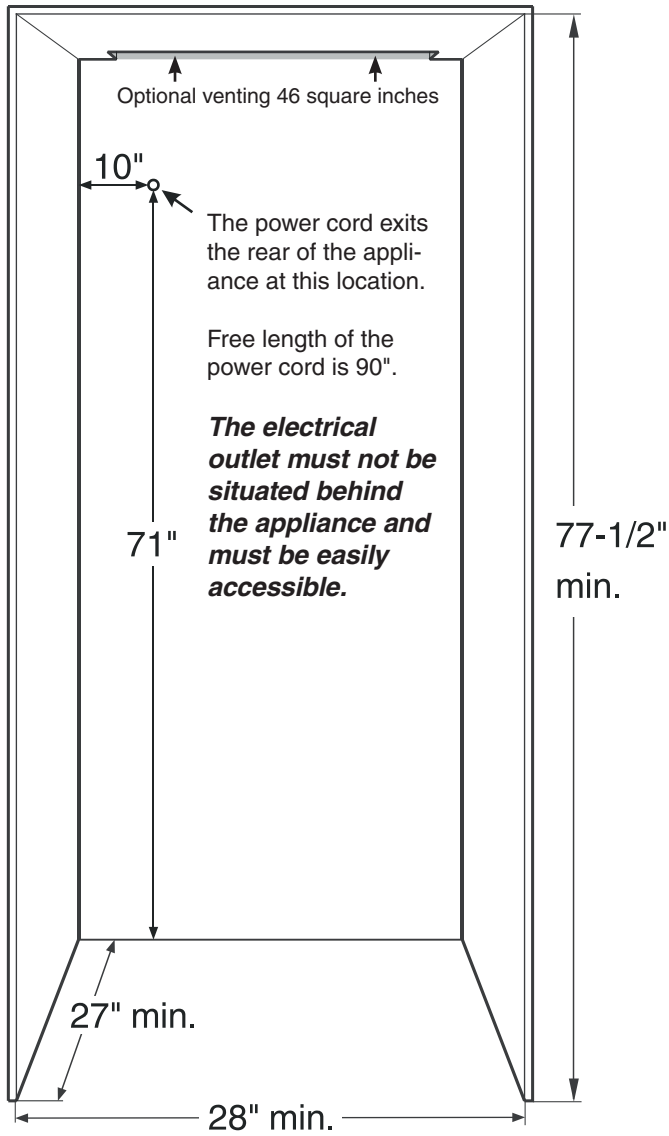 Optional venting 46 square inches
10"
The power cord exits
the rear of the appli-
ance at this location.
Free length of the
power cord is 90".
The electrical
outlet must not be
situated behind
the appliance and
must be easily
accessible.
71"
77-1/2"
min.
27" min.
28" min.